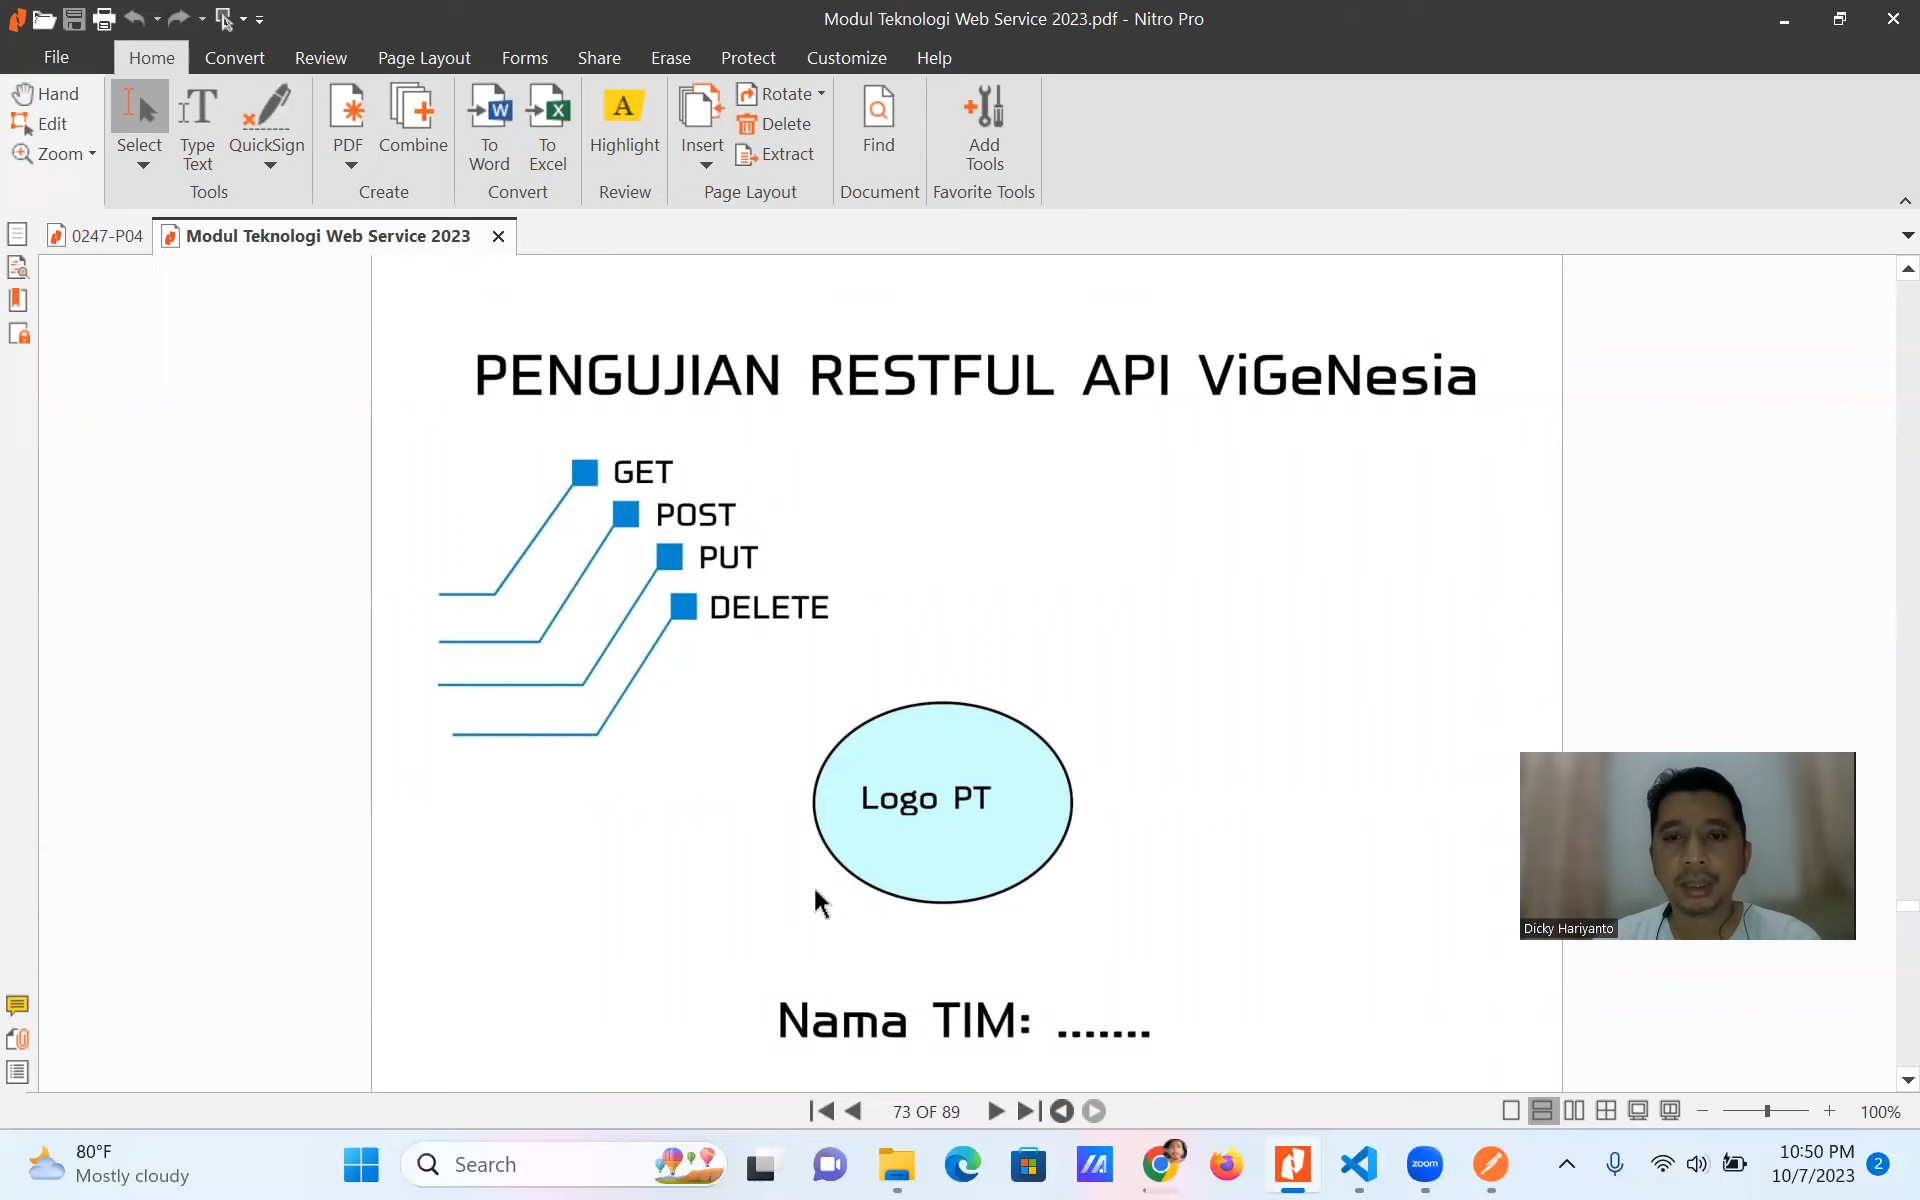 Modul Teknologi Web Service 2023.pdf - Nitro Pro
File
Home
Convert
Review
Page Layout
Forms
Share
Erase
Protect
Customize
Help
Hand
Edit
Zoom
Select
Type
Text
QuickSign
Tools
PDF
Combine
Create
To
Word
To
Excel
Convert
Highlight
Review
Insert
Rotate
Delete
Extract
Page Layout
Find
Document
Add
Tools
Favorite Tools
0247-P04
Modul Teknologi Web Service 2023
PENGUJIAN RESTFUL API ViGeNesia
GET
POST
PUT
DELETE
Logo PT
Dicky Hariyanto
Nama TIM: .......
73 OF 89
100%
80°F
Mostly cloudy
Search
zoom
10:50 PM
10/7/2023
2